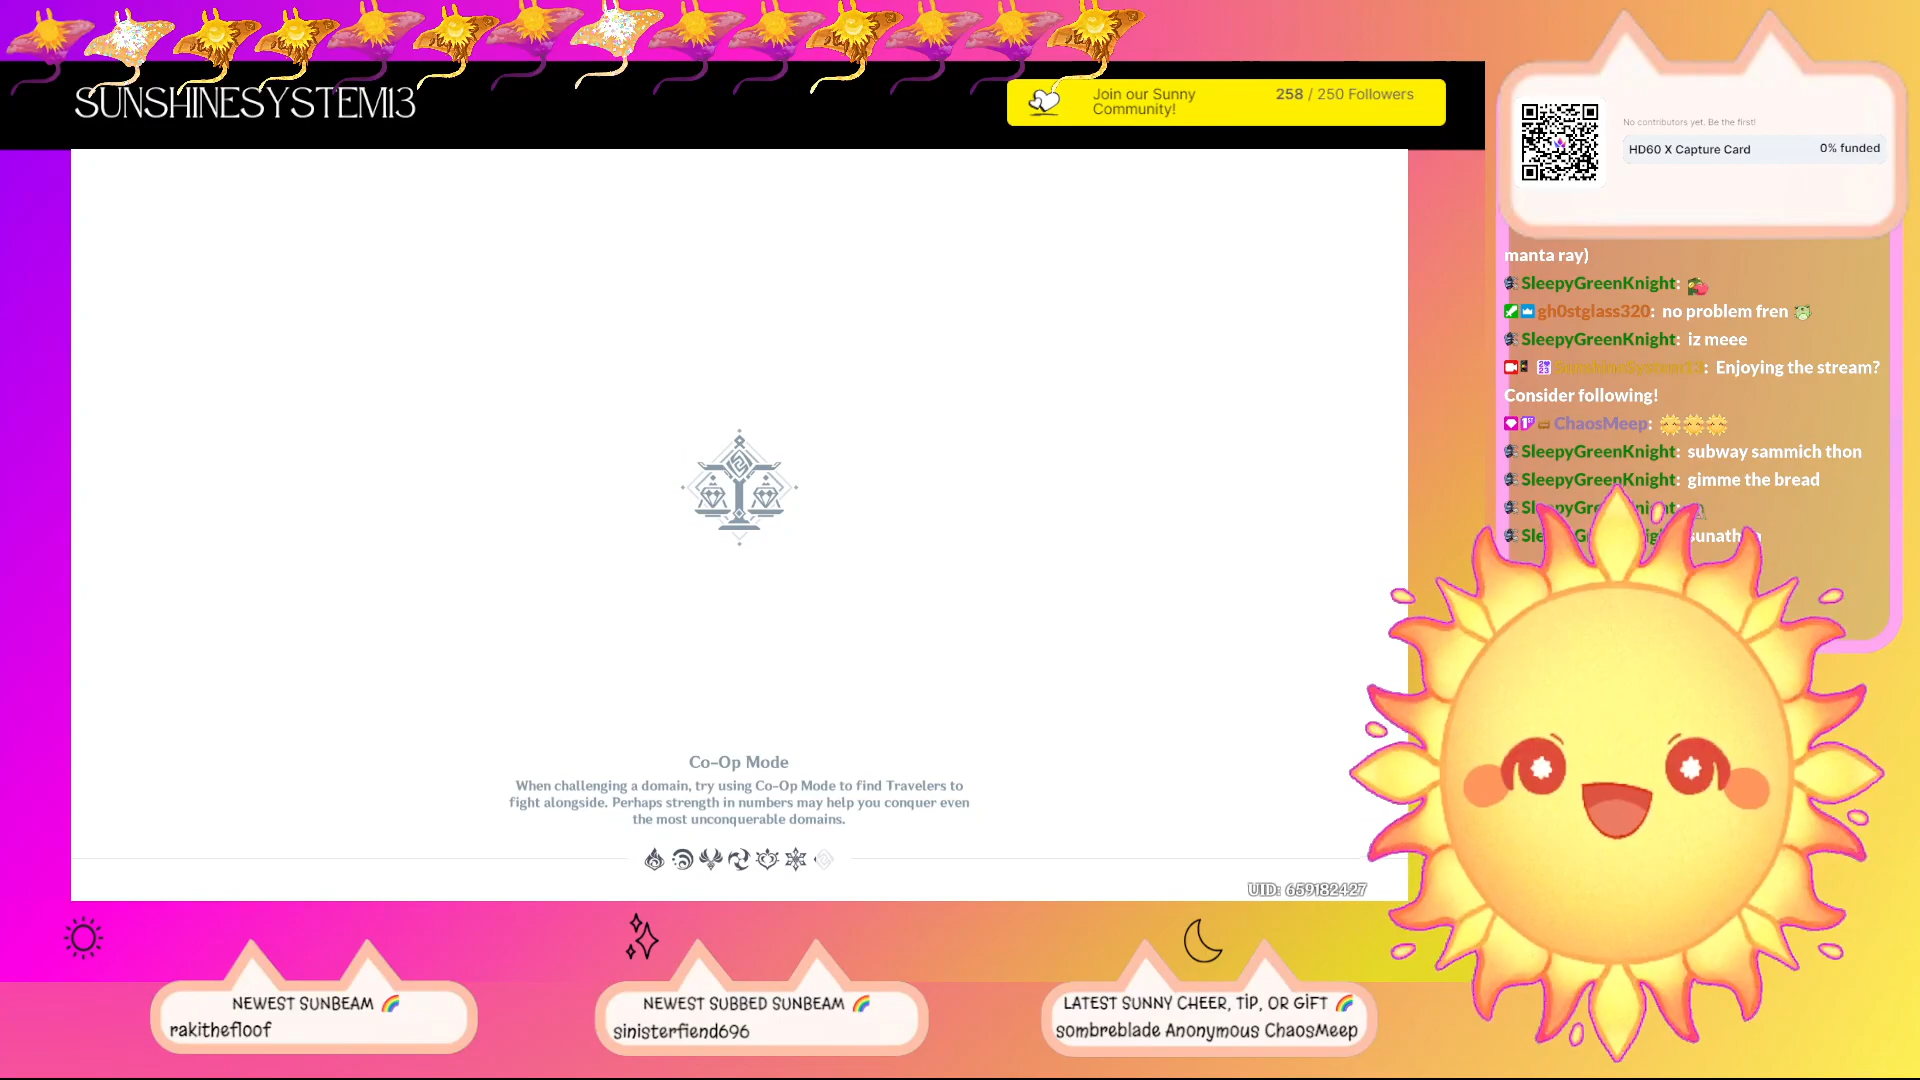 SUNSHINESYSTEM13
Join our Sunny
Community!
258 / 250 Followers
No contributors yet. Be the first!
HD60 X Capture Card
0% funded
manta ray)
SleepyGreenKnight:
gh0stglass320: no problem fren
SleepyGreenKnight: iz meee
SunshineSystem13: Enjoying the stream?
Consider following!
ChaosMeep:
SleepyGreenKnight: subway sammich thon
SleepyGreenKnight: gimme the bread
Co-Op Mode
When challenging a domain, try using Co-Op Mode to find Travelers to
fight alongside. Perhaps strength in numbers may help you conquer even
the most unconquerable domains.
UID: 659182427
NEWEST SUNBEAM
rakithefloof
NEWEST SUBBED SUNBEAM
sinisterfiend696
LATEST SUNNY CHEER, TIP, OR GIFT
sombreblade Anonymous ChaosMeep